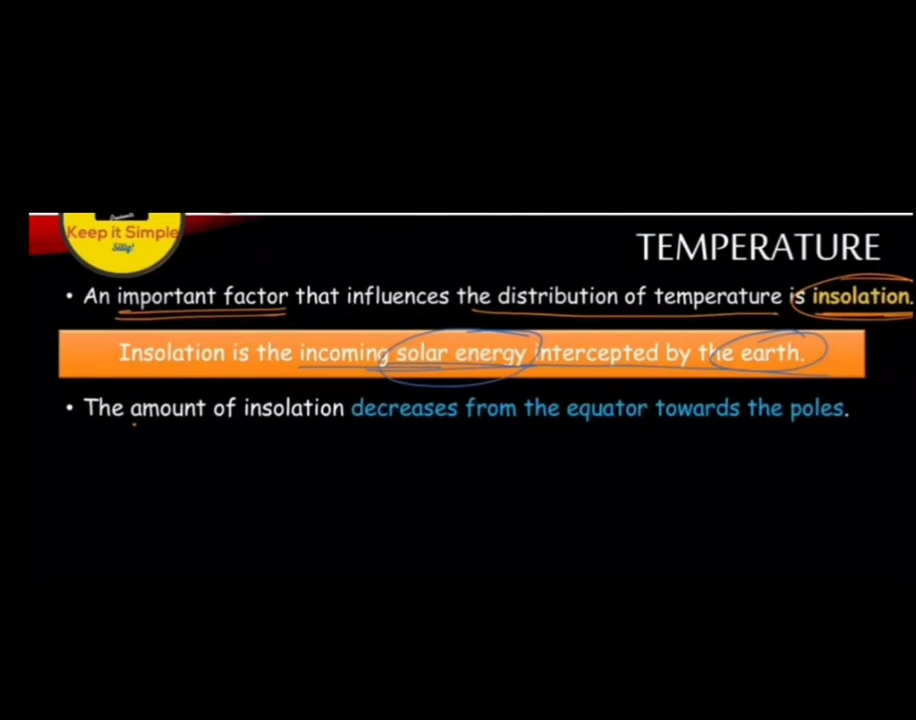 Presents
Keep it Simple
Silly!
TEMPERATURE
• An important factor that influences the distribution of temperature is insolation.
Insolation is the incoming solar energy intercepted by the earth.
• The amount of insolation decreases from the equator towards the poles.